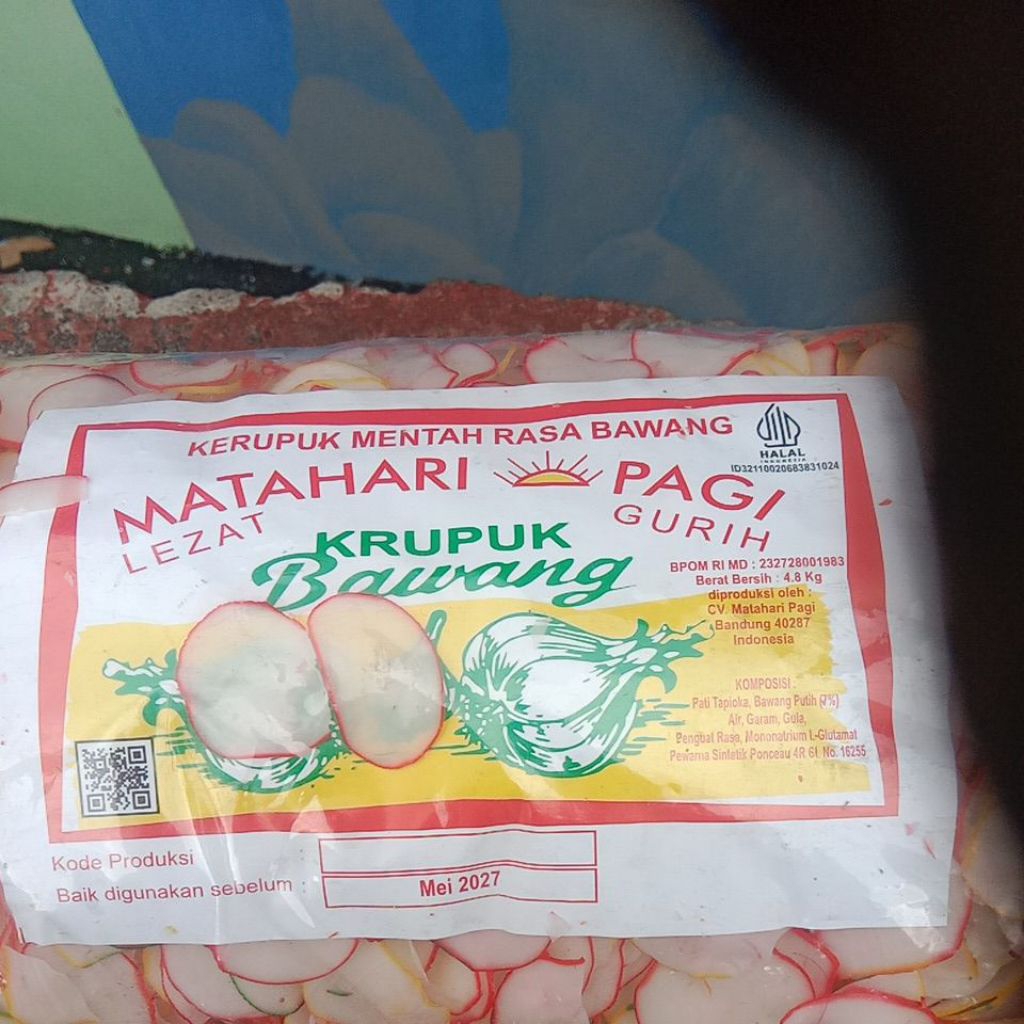 KERUPUK MENTAH RASA BAWANG
HALAL
INDONESIA
ID32110020683831024
MATAHARI PAGI
LEZAT GURIH
KRUPUK
Bawang
BPOM RI MD : 232728001983
Berat Bersih : 4.8 Kg
diproduksi oleh :
CV. Matahari Pagi
Bandung 40287
Indonesia
KOMPOSISI :
Pati Tapioka, Bawang Putih (7%)
Air, Garam, Gula,
Penguat Rasa, Mononatrium L-Glutamat
Pewarna Sintetik Ponceau 4R CI. No. 16255
Kode Produksi
Baik digunakan sebelum :
Mei 2027